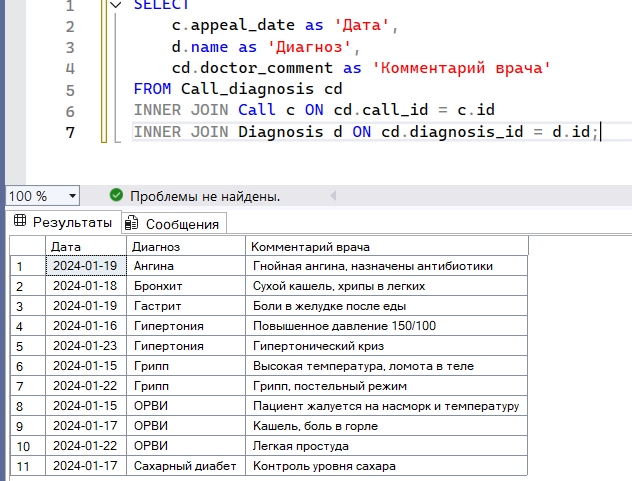 1 SELECT
2 c.appeal_date as 'Дата',
3 d.name as 'Диагноз',
4 cd.doctor_comment as 'Комментарий врача'
5 FROM Call_diagnosis cd
6 INNER JOIN Call c ON cd.call_id = c.id
7 INNER JOIN Diagnosis d ON cd.diagnosis_id = d.id;
100 % Проблемы не найдены.
Результаты Сообщения
Дата Диагноз Комментарий врача
1 2024-01-19 Ангина Гнойная ангина, назначены антибиотики
2 2024-01-18 Бронхит Сухой кашель, хрипы в легких
3 2024-01-19 Гастрит Боли в желудке после еды
4 2024-01-16 Гипертония Повышенное давление 150/100
5 2024-01-23 Гипертония Гипертонический криз
6 2024-01-15 Грипп Высокая температура, ломота в теле
7 2024-01-22 Грипп Грипп, постельный режим
8 2024-01-15 ОРВИ Пациент жалуется на насморк и температуру
9 2024-01-17 ОРВИ Кашель, боль в горле
10 2024-01-22 ОРВИ Легкая простуда
11 2024-01-17 Сахарный диабет Контроль уровня сахара